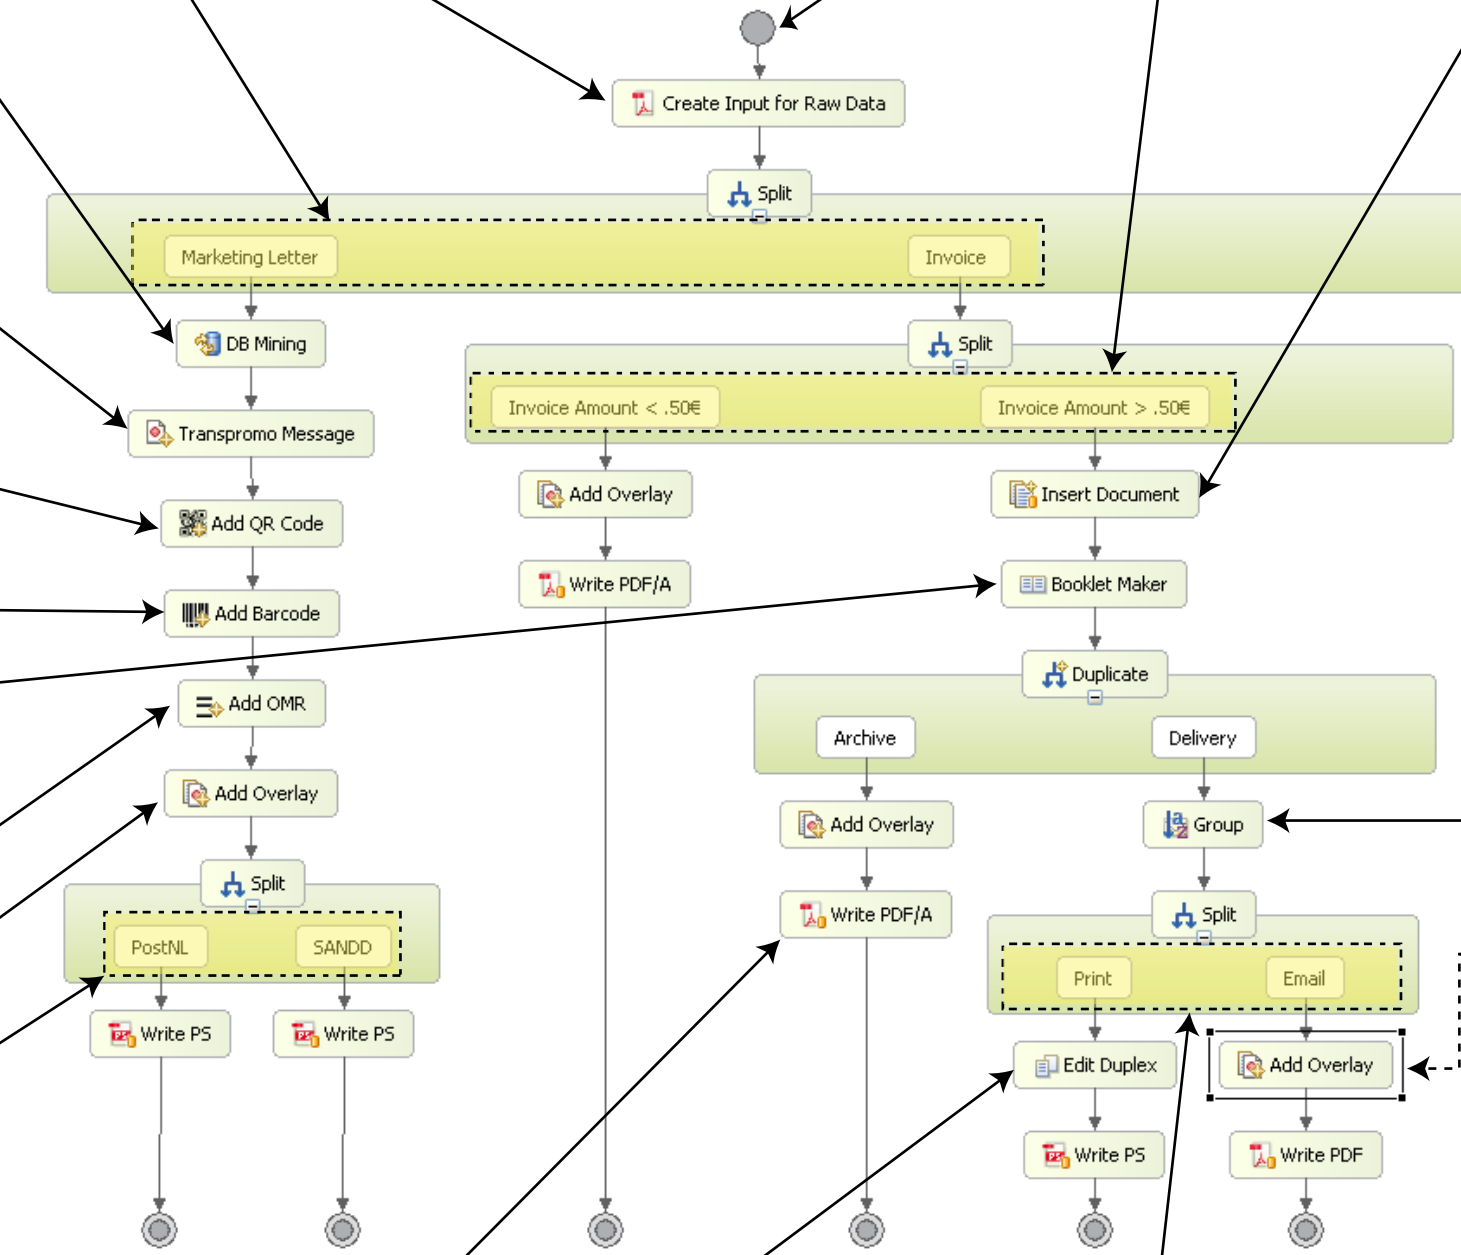 Create Input for Raw Data
Split
Marketing Letter
Invoice
DB Mining
Split
Invoice Amount < .50€
Invoice Amount > .50€
Transpromo Message
Add Overlay
Insert Document
Add QR Code
Write PDF/A
Booklet Maker
Add Barcode
Duplicate
Add OMR
Archive
Delivery
Add Overlay
Add Overlay
Group
Split
Write PDF/A
Split
PostNL
SANDD
Print
Email
Write PS
Write PS
Edit Duplex
Add Overlay
Write PS
Write PDF